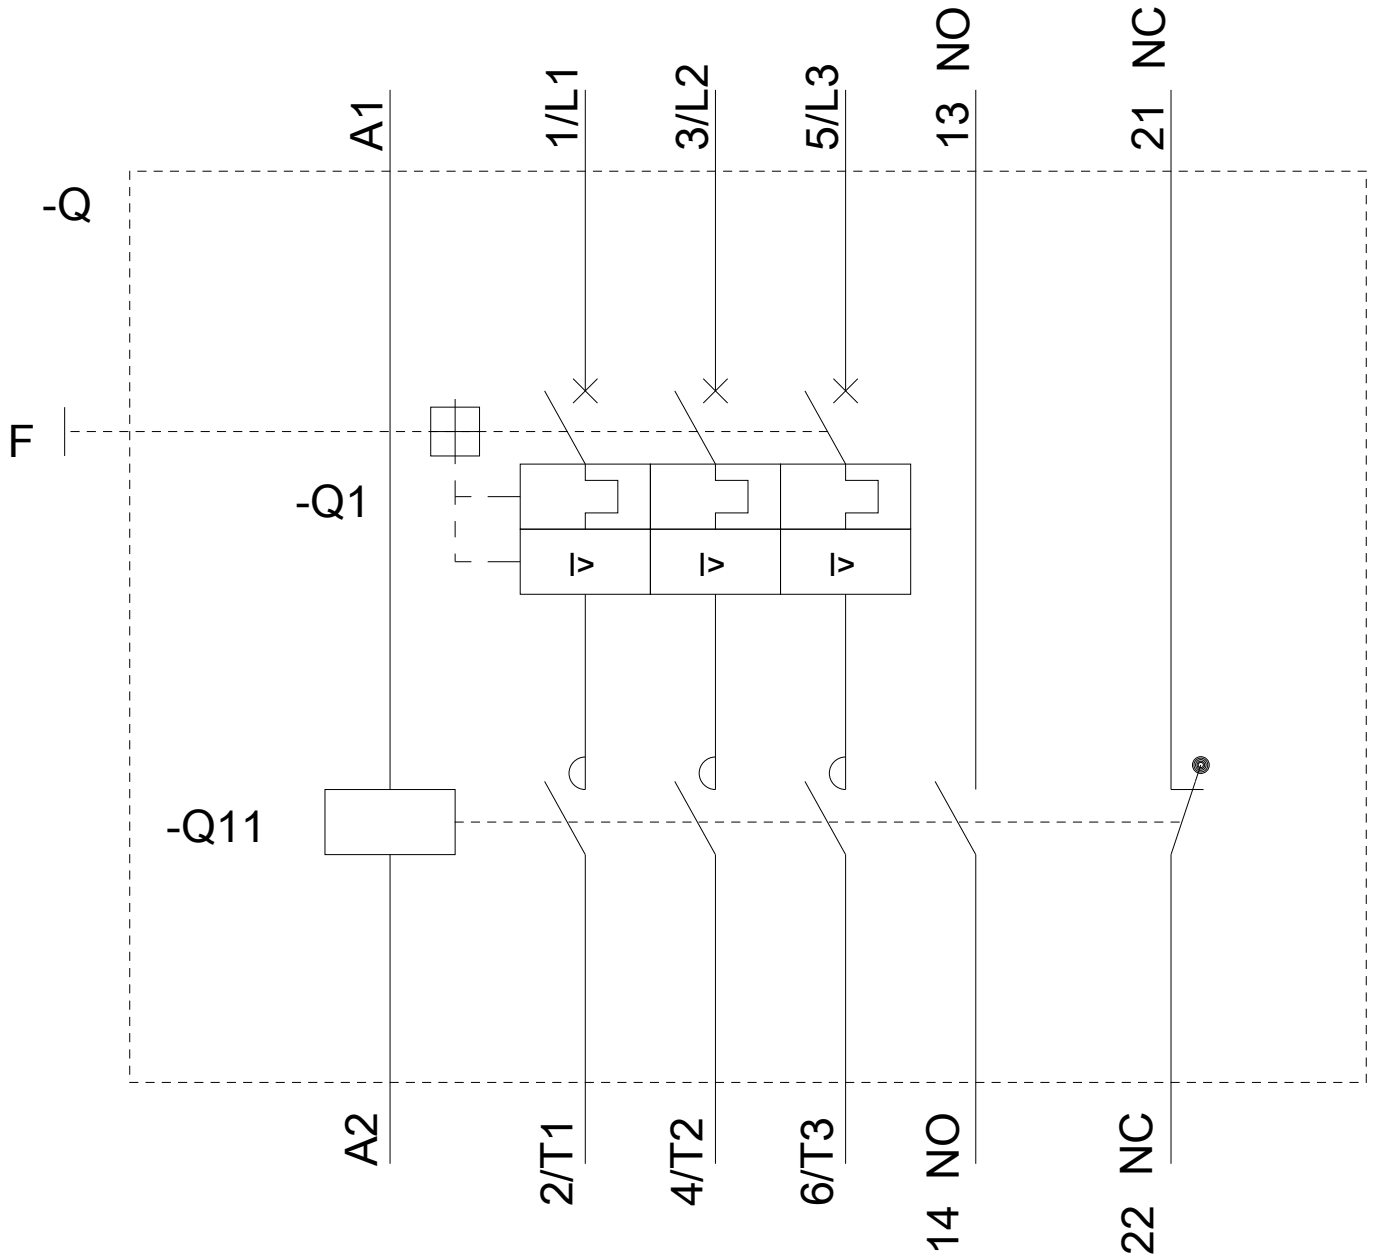 A1
1/L1
3/L2
5/L3
13 NO
21 NC
-Q
F
-Q1
I>
I>
I>
-Q11
A2
2/T1
4/T2
6/T3
14 NO
22 NC